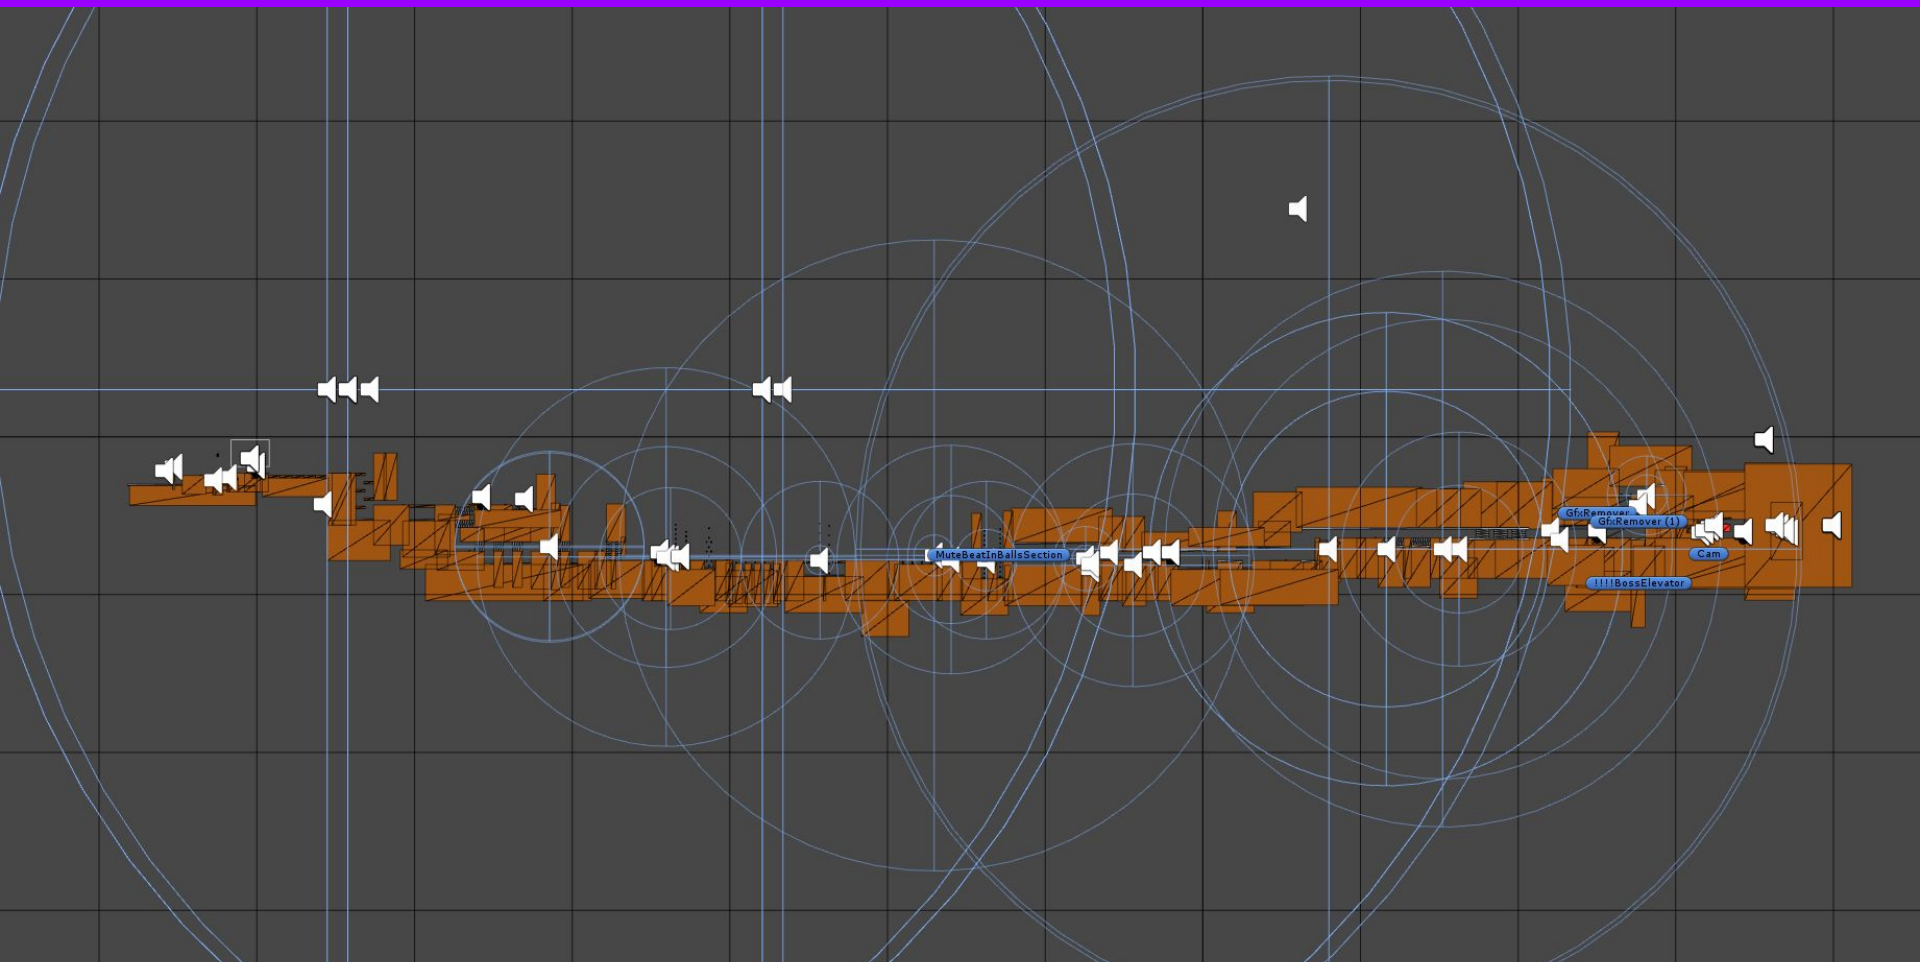 GfxRemover
GfxRemover (1)
MuteBeatInBallsSection
Cam
!!!!BossElevator